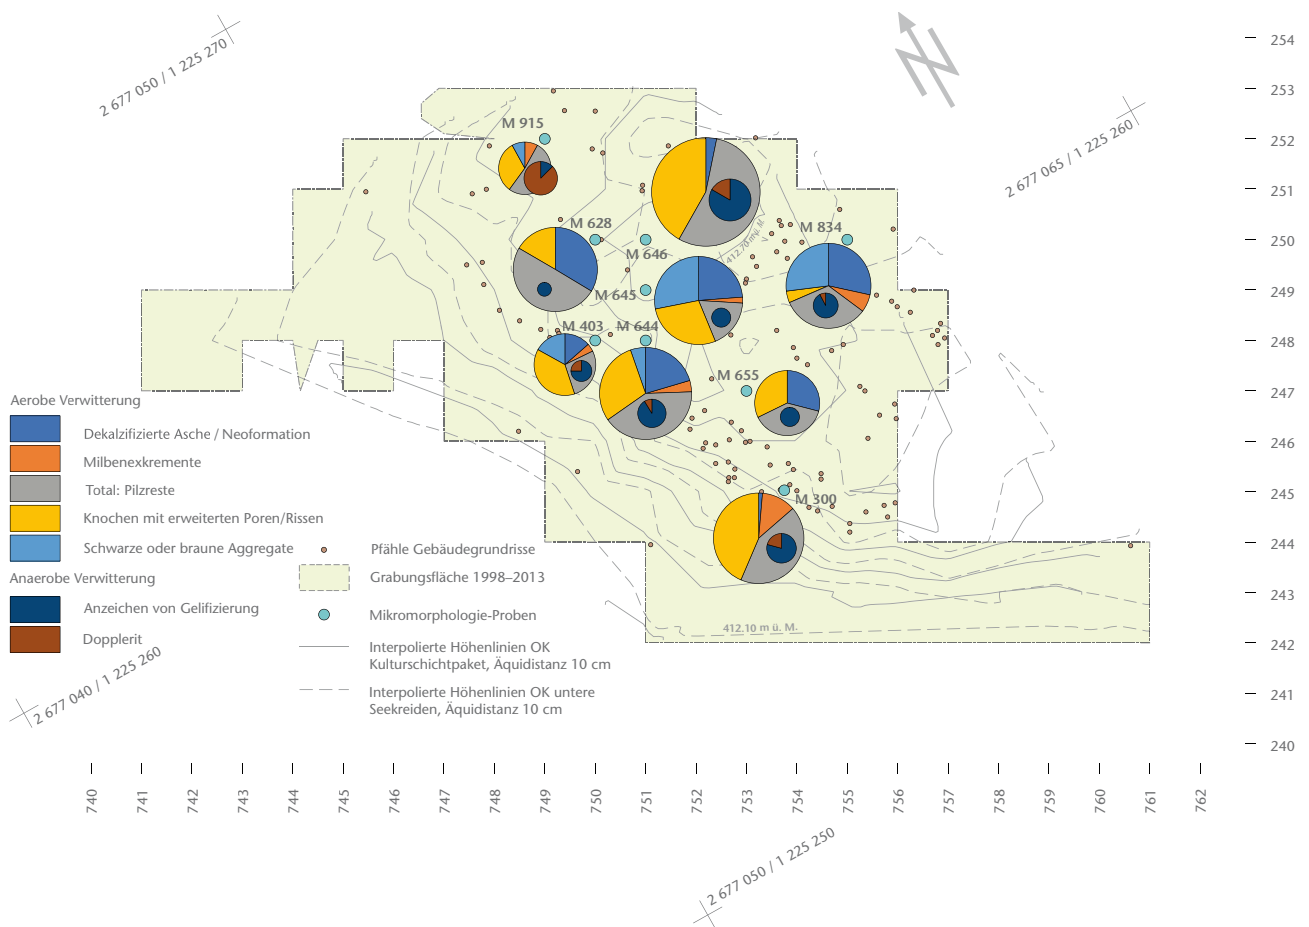 2 677 050 / 1 225 270
2 677 065 / 1 225 260
254
253
252
251
250
249
248
247
246
245
244
243
242
241
240
M 915
M 628
M 646
M 834
M 645
M 403
M 644
M 655
M 300
412.70 m ü. M.
412.10 m ü. M.
Aerobe Verwitterung
Dekalzifizierte Asche / Neoformation
Milbenexkremente
Total: Pilzreste
Knochen mit erweiterten Poren/Rissen
Schwarze oder braune Aggregate
Anaerobe Verwitterung
Anzeichen von Gelifizierung
Dopplerit
Pfähle Gebäudegrundrisse
Grabungsfläche 1998–2013
Mikromorphologie-Proben
Interpolierte Höhenlinien OK
Kulturschichtpaket, Äquidistanz 10 cm
Interpolierte Höhenlinien OK untere
Seekreiden, Äquidistanz 10 cm
2 677 040 / 1 225 260
740
741
742
743
744
745
746
747
748
749
750
751
752
753
754
755
756
757
758
759
760
761
762
2 677 050 / 1 225 250